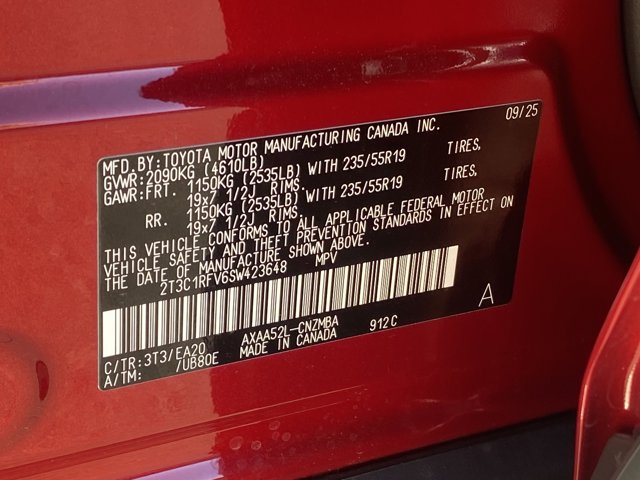 09/25
MFD.BY:TOYOTA MOTOR MANUFACTURING CANADA INC.
GVWR:2090KG (4610LB)
GAWR:FRT. 1150KG (2535LB) WITH 235/55R19 TIRES,
19x7 1/2J RIMS.
RR. 1150KG (2535LB) WITH 235/55R19 TIRES,
19x7 1/2J RIMS.
THIS VEHICLE CONFORMS TO ALL APPLICABLE FEDERAL MOTOR
VEHICLE SAFETY AND THEFT PREVENTION STANDARDS IN EFFECT ON
THE DATE OF MANUFACTURE SHOWN ABOVE.
2T3C1RFV6SW423648 MPV
A
C/TR:3T3/EA20 AXAA52L-CNZMBA 912C
A/TM: /UB80E MADE IN CANADA